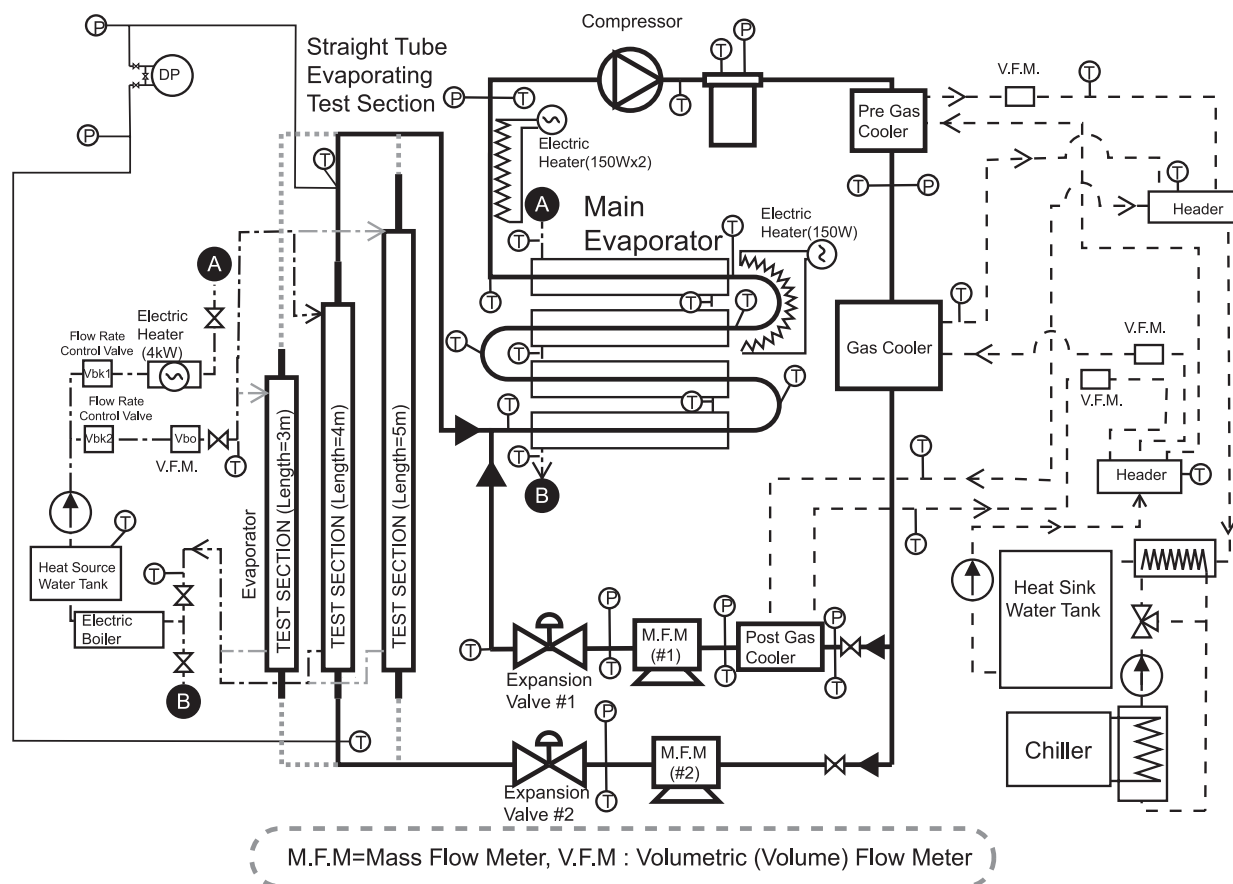 Compressor
P
P
T
Straight Tube
Evaporating
Test Section
DP
V.F.M.
T
P
T
T
Pre Gas
Cooler
P
Electric
Heater(150Wx2)
T
T
P
T
Header
A
Main
Evaporator
Electric
Heater(150W)
T
A
T
T
T
T
T
V.F.M.
Flow Rate
Control Valve
Electric
Heater
(4kW)
Vbk1
T
T
Gas Cooler
V.F.M.
Flow Rate
Control Valve
T
T
T
Vbk2
Vbo
V.F.M.
T
T
T
T
Header
T
B
T
Evaporator
TEST SECTION (Length=3m)
TEST SECTION (Length=4m)
TEST SECTION (Length=5m)
T
Heat Source
Water Tank
T
Electric
Boiler
B
Heat Sink
Water Tank
P
P
P
T
Expansion
Valve #1
M.F.M
(#1)
Post Gas
Cooler
T
T
T
P
T
Expansion
Valve #2
M.F.M
(#2)
T
Chiller
M.F.M=Mass Flow Meter, V.F.M : Volumetric (Volume) Flow Meter